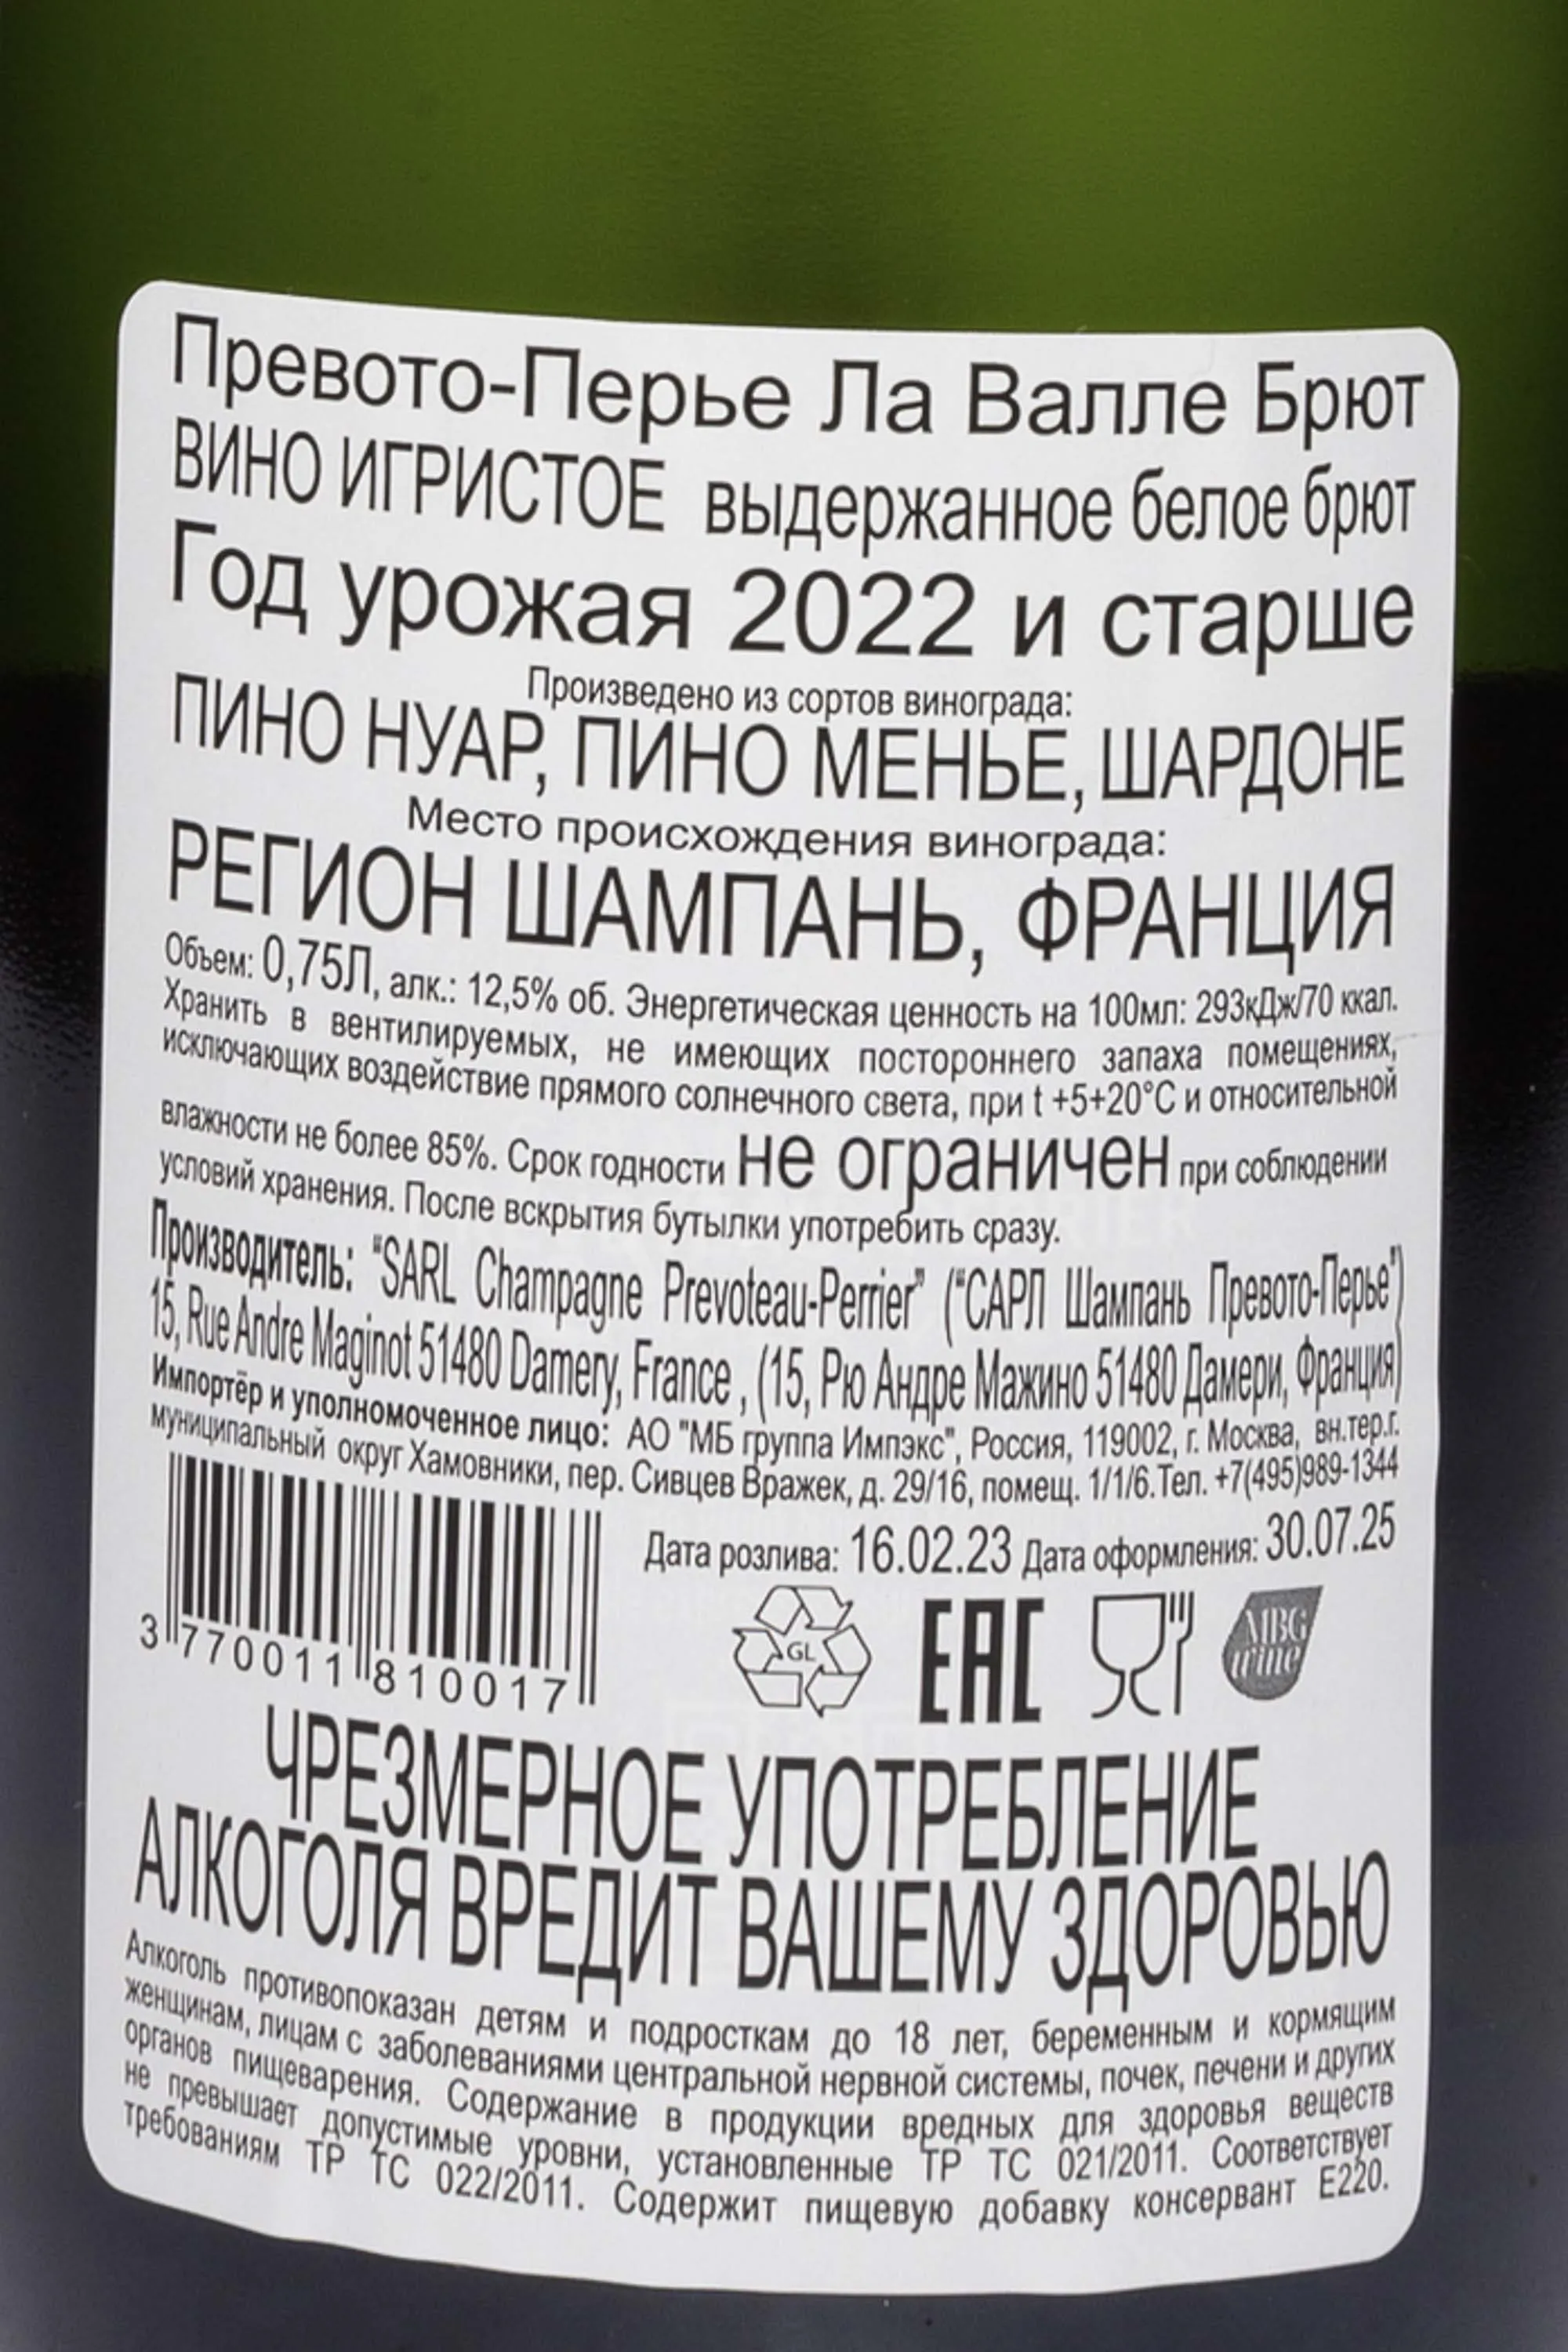 Превото-Перье Ла Валле Брют
ВИНО ИГРИСТОЕ выдержанное белое брют
Год урожая 2022 и старше
Произведено из сортов винограда:
ПИНО НУАР, ПИНО МЕНЬЕ, ШАРДОНЕ
Место происхождения винограда:
РЕГИОН ШАМПАНЬ, ФРАНЦИЯ
Объем: 0,75Л, алк.: 12,5% об. Энергетическая ценность на 100мл: 293кДж/70 ккал.
Хранить в вентилируемых, не имеющих постороннего запаха помещениях,
исключающих воздействие прямого солнечного света, при t +5+20°C и относительной
влажности не более 85%. Срок годности не ограничен при соблюдении
условий хранения. После вскрытия бутылки употребить сразу.
Производитель: "SARL Champagne Prevoteau-Perrier" ("САРЛ Шампань Превото-Перье")
15, Rue Andre Maginot 51480 Damery, France , (15, Рю Андре Мажино 51480 Дамери, Франция)
Импортёр и уполномоченное лицо: АО "МБ группа Импэкс", Россия, 119002, г. Москва, вн.тер.г.
муниципальный округ Хамовники, пер. Сивцев Вражек, д. 29/16, помещ. 1/1/6.Тел. +7(495)989-1344
Дата розлива: 16.02.23 Дата оформления: 30.07.25
3 770011 810017
GL
EAC
MBG
wine
ЧРЕЗМЕРНОЕ УПОТРЕБЛЕНИЕ
АЛКОГОЛЯ ВРЕДИТ ВАШЕМУ ЗДОРОВЬЮ
Алкоголь противопоказан детям и подросткам до 18 лет, беременным и кормящим
женщинам, лицам с заболеваниями центральной нервной системы, почек, печени и других
органов пищеварения. Содержание в продукции вредных для здоровья веществ
не превышает допустимые уровни, установленные ТР ТС 021/2011. Соответствует
требованиям ТР ТС 022/2011. Содержит пищевую добавку консервант Е220.